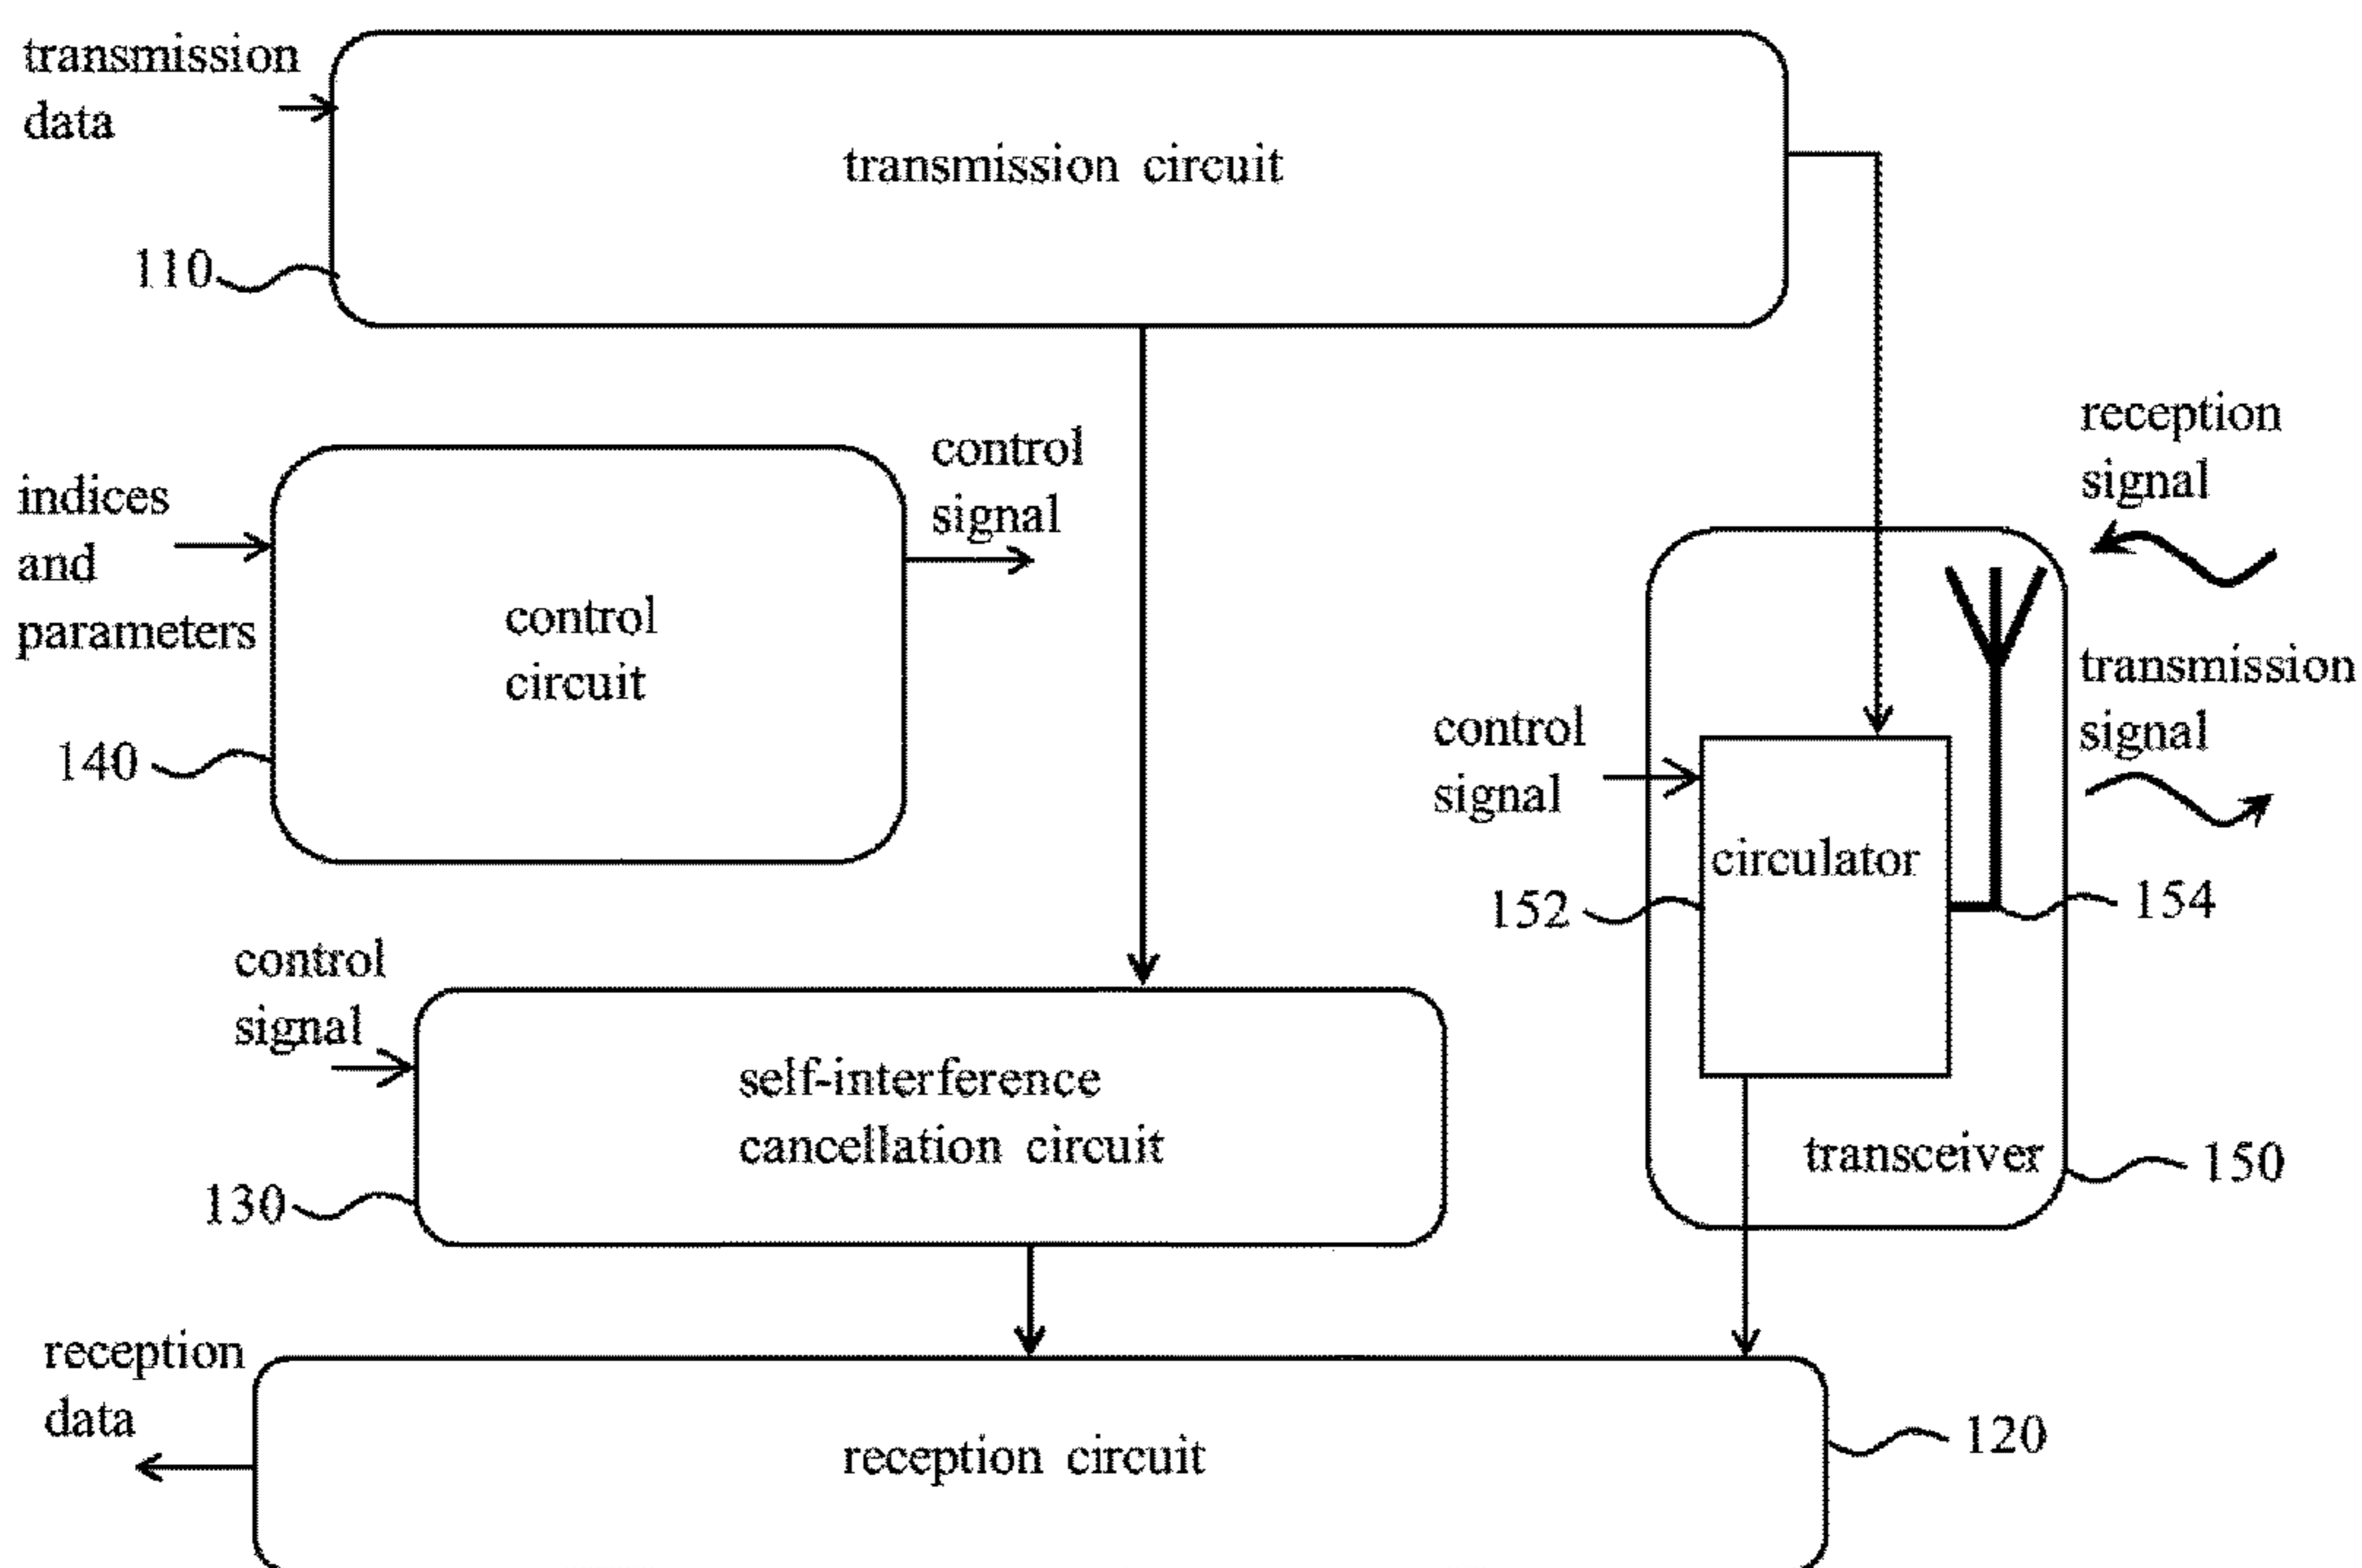 transmission
data
transmission circuit
110
reception
signal
control
signal
indices
and
parameters
control
circuit
140
transmission
signal
control
signal
circulator
152
154
control
signal
self-interference
cancellation circuit
130
transceiver
150
reception
data
reception circuit
120